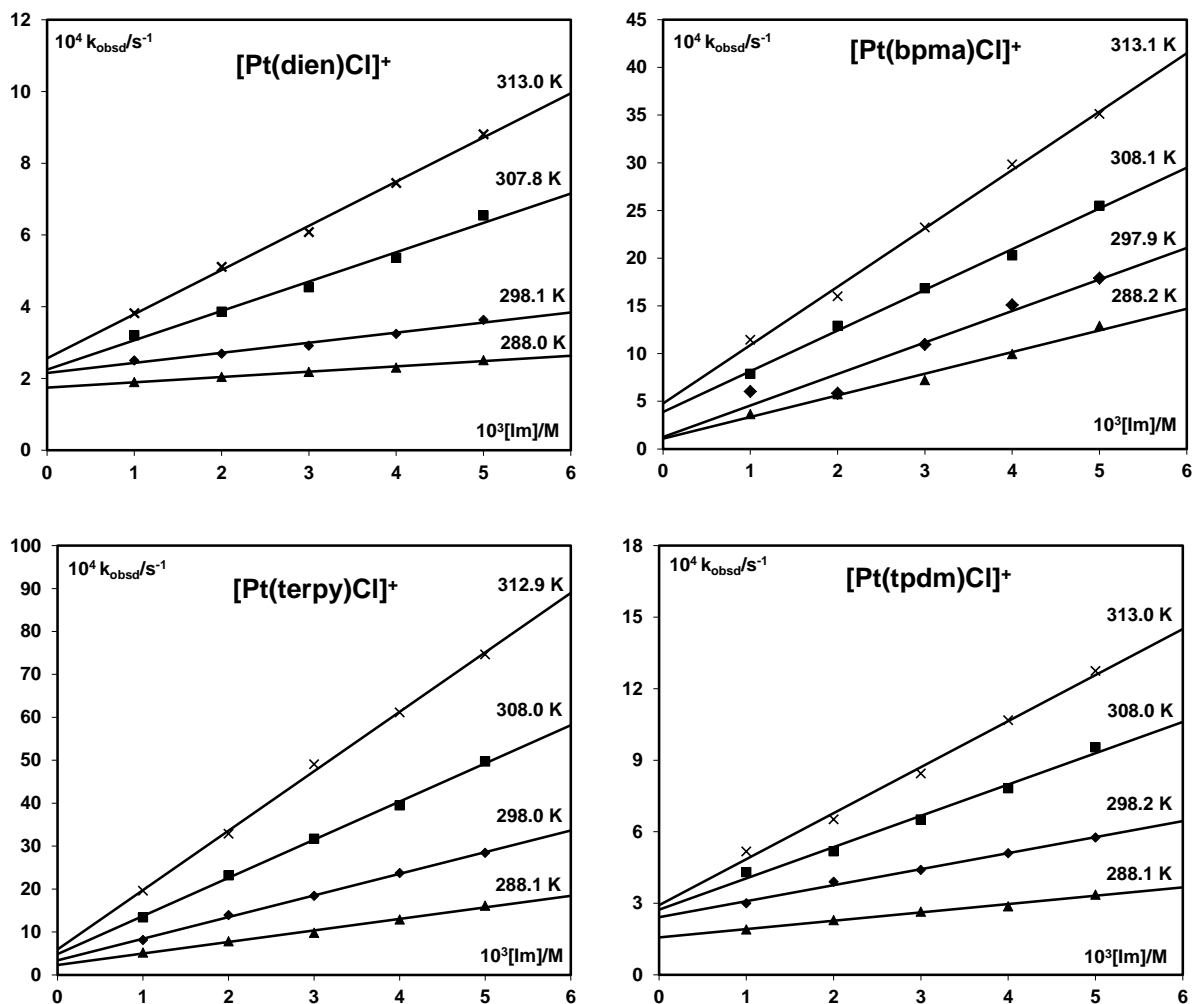 12
10
8
6
4
2
0
10⁴ k_obsd/s⁻¹
[Pt(dien)Cl]⁺
313.0 K
307.8 K
298.1 K
288.0 K
10³[Im]/M
0 1 2 3 4 5 6
45
40
35
30
25
20
15
10
5
0
10⁴ k_obsd/s⁻¹
[Pt(bpma)Cl]⁺
313.1 K
308.1 K
297.9 K
288.2 K
10³[Im]/M
0 1 2 3 4 5 6
100
90
80
70
60
50
40
30
20
10
0
10⁴ k_obsd/s⁻¹
[Pt(terpy)Cl]⁺
312.9 K
308.0 K
298.0 K
288.1 K
10³[Im]/M
0 1 2 3 4 5 6
18
15
12
9
6
3
0
10⁴ k_obsd/s⁻¹
[Pt(tpdm)Cl]⁺
313.0 K
308.0 K
298.2 K
288.1 K
10³[Im]/M
0 1 2 3 4 5 6